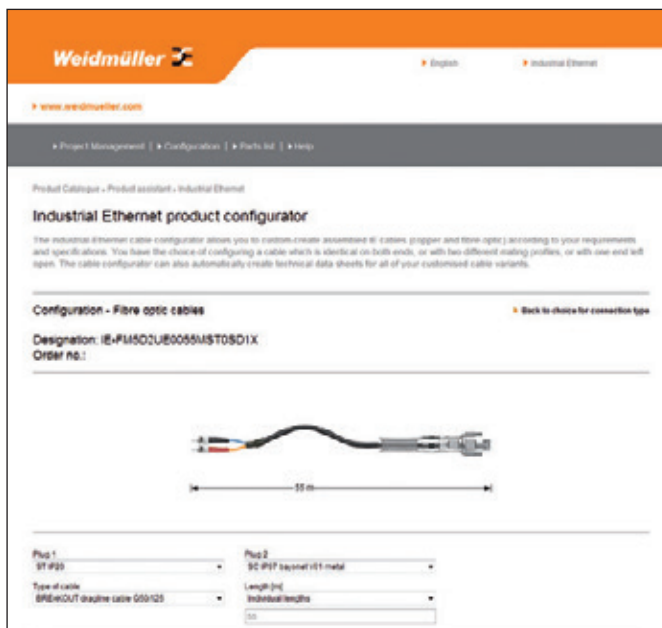 Weidmüller
English
Industrial Ethernet
www.weidmueller.com
Project Management | Configuration | Parts list | Help
Product Catalogue - Product assistant - Industrial Ethernet
Industrial Ethernet product configurator
The industrial Ethernet cable configurator allows you to custom-create assembled IE cables (copper and fibre optic) according to your requirements
and specifications. You have the choice of configuring a cable which is identical on both ends, or with two different mating profiles, or with one end left
open. The cable configurator can also automatically create technical data sheets for all of your customised cable variants.
Configuration - Fibre optic cables
Back to choice for connection type
Designation: IE-FM5D2UE0055MST0SD1X
Order no.:
55 m
Plug 1
Plug 2
ST IP20
SC IP67 bayonet V01 metal
Type of cable
Length [m]
BREAKOUT dragline cable G50/125
Individual lengths
55